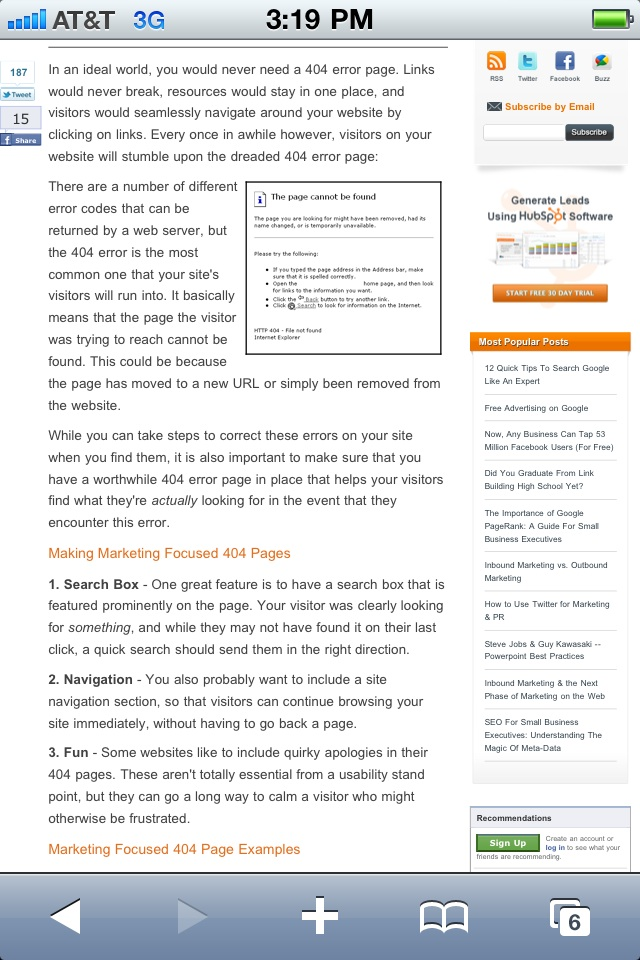 AT&T 3G 3:19 PM
187
Tweet
15
Share
In an ideal world, you would never need a 404 error page. Links
would never break, resources would stay in one place, and
visitors would seamlessly navigate around your website by
clicking on links. Every once in awhile however, visitors on your
website will stumble upon the dreaded 404 error page:
There are a number of different
error codes that can be
returned by a web server, but
the 404 error is the most
common one that your site's
visitors will run into. It basically
means that the page the visitor
was trying to reach cannot be
found. This could be because
the page has moved to a new URL or simply been removed from
the website.
The page cannot be found
The page you are looking for might have been removed, had its
name changed, or is temporarily unavailable.
Please try the following:
If you typed the page address in the Address bar, make
sure that it is spelled correctly.
Open the home page, and then look
for links to the information you want.
Click the Back button to try another link.
Click Search to look for information on the Internet.
HTTP 404 - File not found
Internet Explorer
While you can take steps to correct these errors on your site
when you find them, it is also important to make sure that you
have a worthwhile 404 error page in place that helps your visitors
find what they're actually looking for in the event that they
encounter this error.
Making Marketing Focused 404 Pages
1. Search Box - One great feature is to have a search box that is
featured prominently on the page. Your visitor was clearly looking
for something, and while they may not have found it on their last
click, a quick search should send them in the right direction.
2. Navigation - You also probably want to include a site
navigation section, so that visitors can continue browsing your
site immediately, without having to go back a page.
3. Fun - Some websites like to include quirky apologies in their
404 pages. These aren't totally essential from a usability stand
point, but they can go a long way to calm a visitor who might
otherwise be frustrated.
Marketing Focused 404 Page Examples
RSS Twitter Facebook Buzz
Subscribe by Email
Subscribe
Generate Leads
Using HubSpot Software
START FREE 30 DAY TRIAL
Most Popular Posts
12 Quick Tips To Search Google
Like An Expert
Free Advertising on Google
Now, Any Business Can Tap 53
Million Facebook Users (For Free)
Did You Graduate From Link
Building High School Yet?
The Importance of Google
PageRank: A Guide For Small
Business Executives
Inbound Marketing vs. Outbound
Marketing
How to Use Twitter for Marketing
& PR
Steve Jobs & Guy Kawasaki --
Powerpoint Best Practices
Inbound Marketing & the Next
Phase of Marketing on the Web
SEO For Small Business
Executives: Understanding The
Magic Of Meta-Data
Recommendations
Sign Up
Create an account or
log in to see what your
friends are recommending.
6